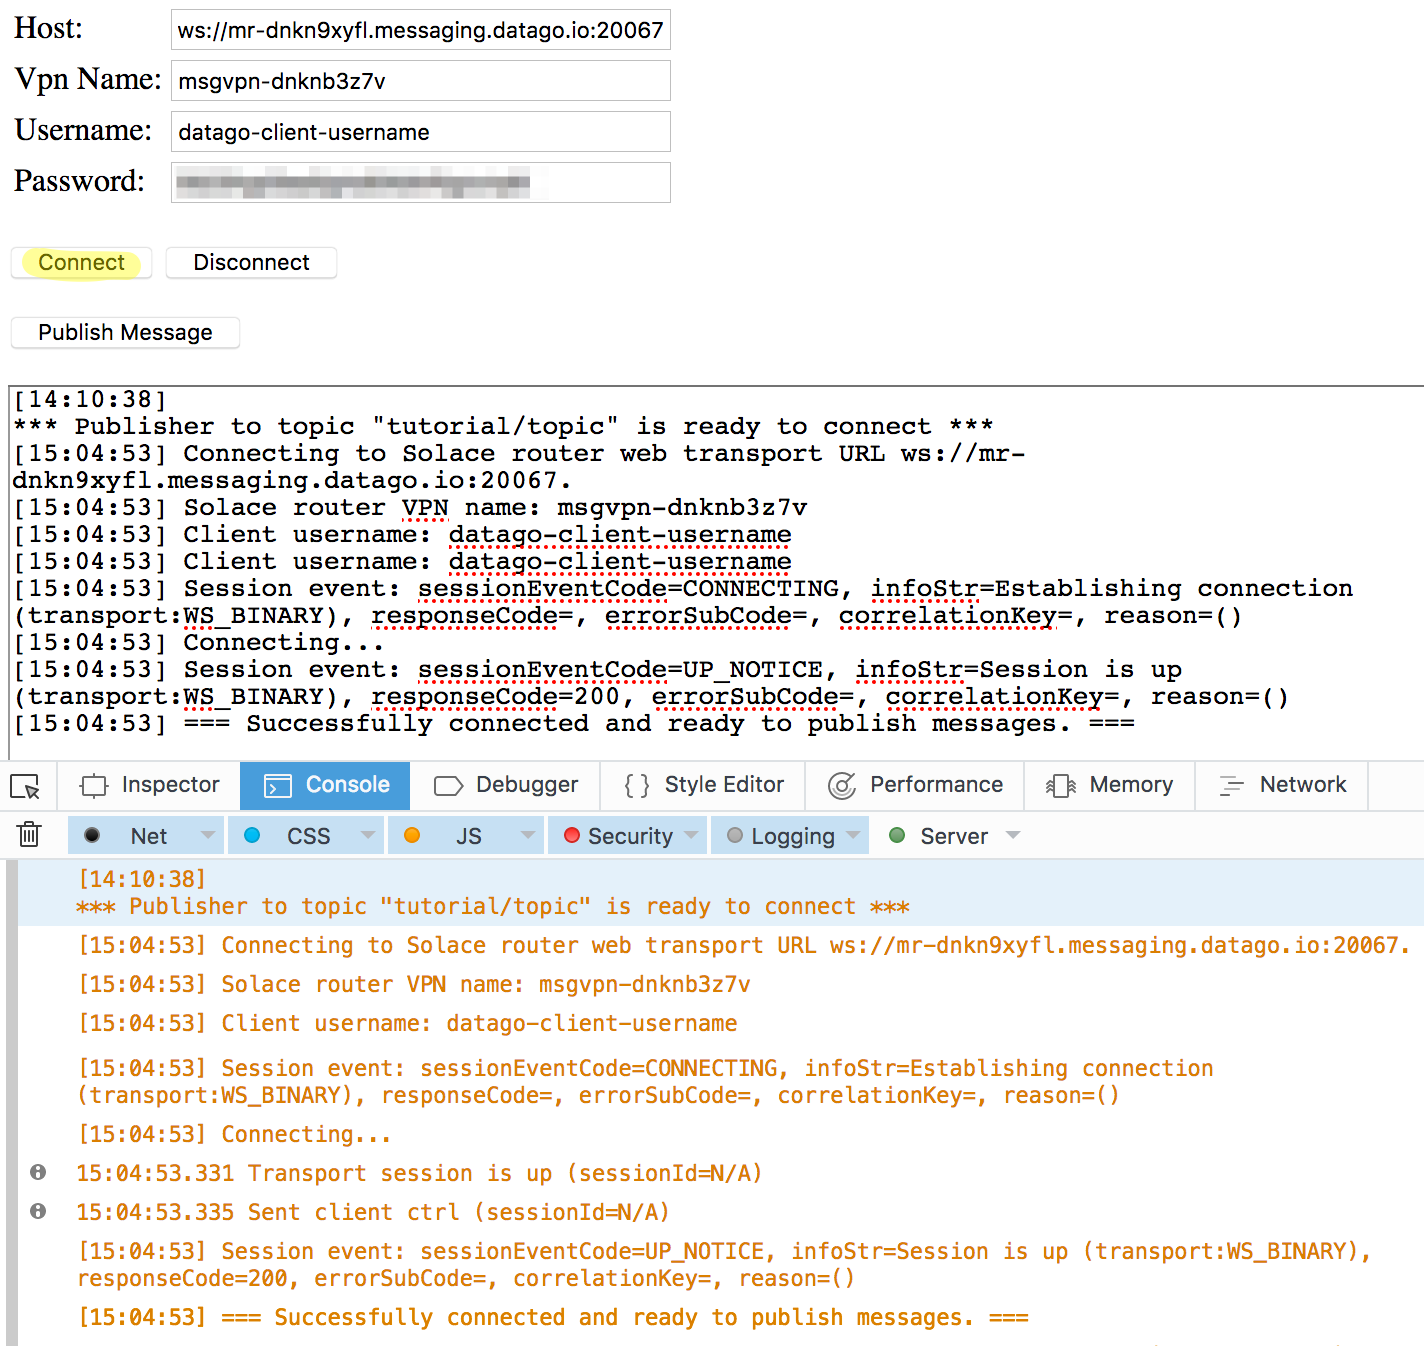 Host: ws://mr-dnkn9xyfl.messaging.datago.io:20067
Vpn Name: msgvpn-dnknb3z7v
Username: datago-client-username
Password:
Connect Disconnect
Publish Message
[14:10:38]
*** Publisher to topic "tutorial/topic" is ready to connect ***
[15:04:53] Connecting to Solace router web transport URL ws://mr-
dnkn9xyfl.messaging.datago.io:20067.
[15:04:53] Solace router VPN name: msgvpn-dnknb3z7v
[15:04:53] Client username: datago-client-username
[15:04:53] Client username: datago-client-username
[15:04:53] Session event: sessionEventCode=CONNECTING, infoStr=Establishing connection
(transport:WS_BINARY), responseCode=, errorSubCode=, correlationKey=, reason=()
[15:04:53] Connecting...
[15:04:53] Session event: sessionEventCode=UP_NOTICE, infoStr=Session is up
(transport:WS_BINARY), responseCode=200, errorSubCode=, correlationKey=, reason=()
[15:04:53] === Successfully connected and ready to publish messages. ===
Inspector Console Debugger { } Style Editor Performance Memory Network
Net CSS JS Security Logging Server
[14:10:38]
*** Publisher to topic "tutorial/topic" is ready to connect ***
[15:04:53] Connecting to Solace router web transport URL ws://mr-dnkn9xyfl.messaging.datago.io:20067.
[15:04:53] Solace router VPN name: msgvpn-dnknb3z7v
[15:04:53] Client username: datago-client-username
[15:04:53] Session event: sessionEventCode=CONNECTING, infoStr=Establishing connection
(transport:WS_BINARY), responseCode=, errorSubCode=, correlationKey=, reason=()
[15:04:53] Connecting...
15:04:53.331 Transport session is up (sessionId=N/A)
15:04:53.335 Sent client ctrl (sessionId=N/A)
[15:04:53] Session event: sessionEventCode=UP_NOTICE, infoStr=Session is up (transport:WS_BINARY),
responseCode=200, errorSubCode=, correlationKey=, reason=()
[15:04:53] === Successfully connected and ready to publish messages. ===